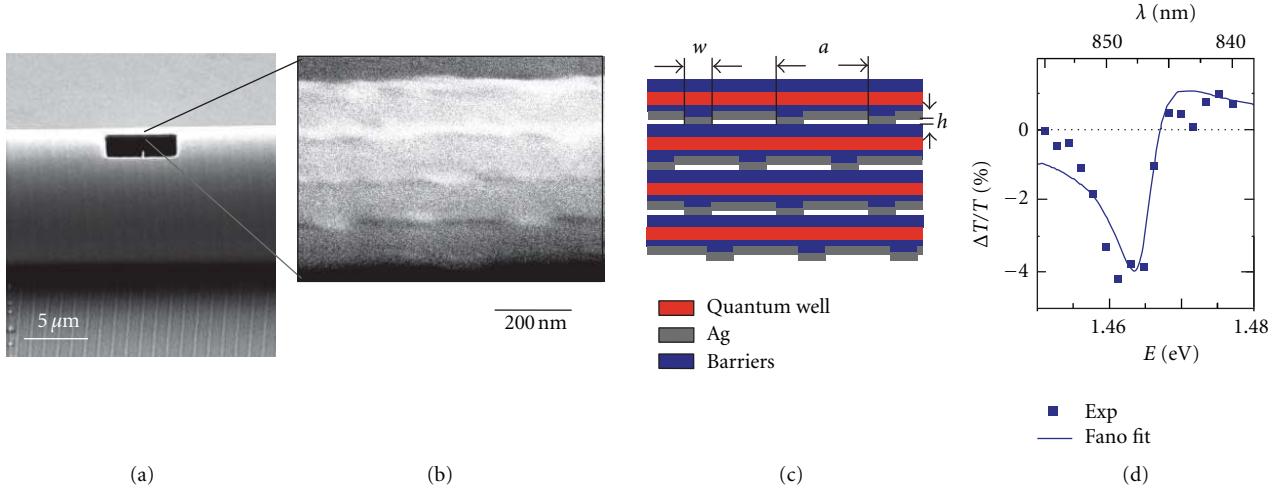 5 μm
200 nm
w
a
h
Quantum well
Ag
Barriers
λ (nm)
850
840
0
−2
−4
ΔT/T (%)
1.46
1.48
E (eV)
Exp
Fano fit
(a)
(b)
(c)
(d)